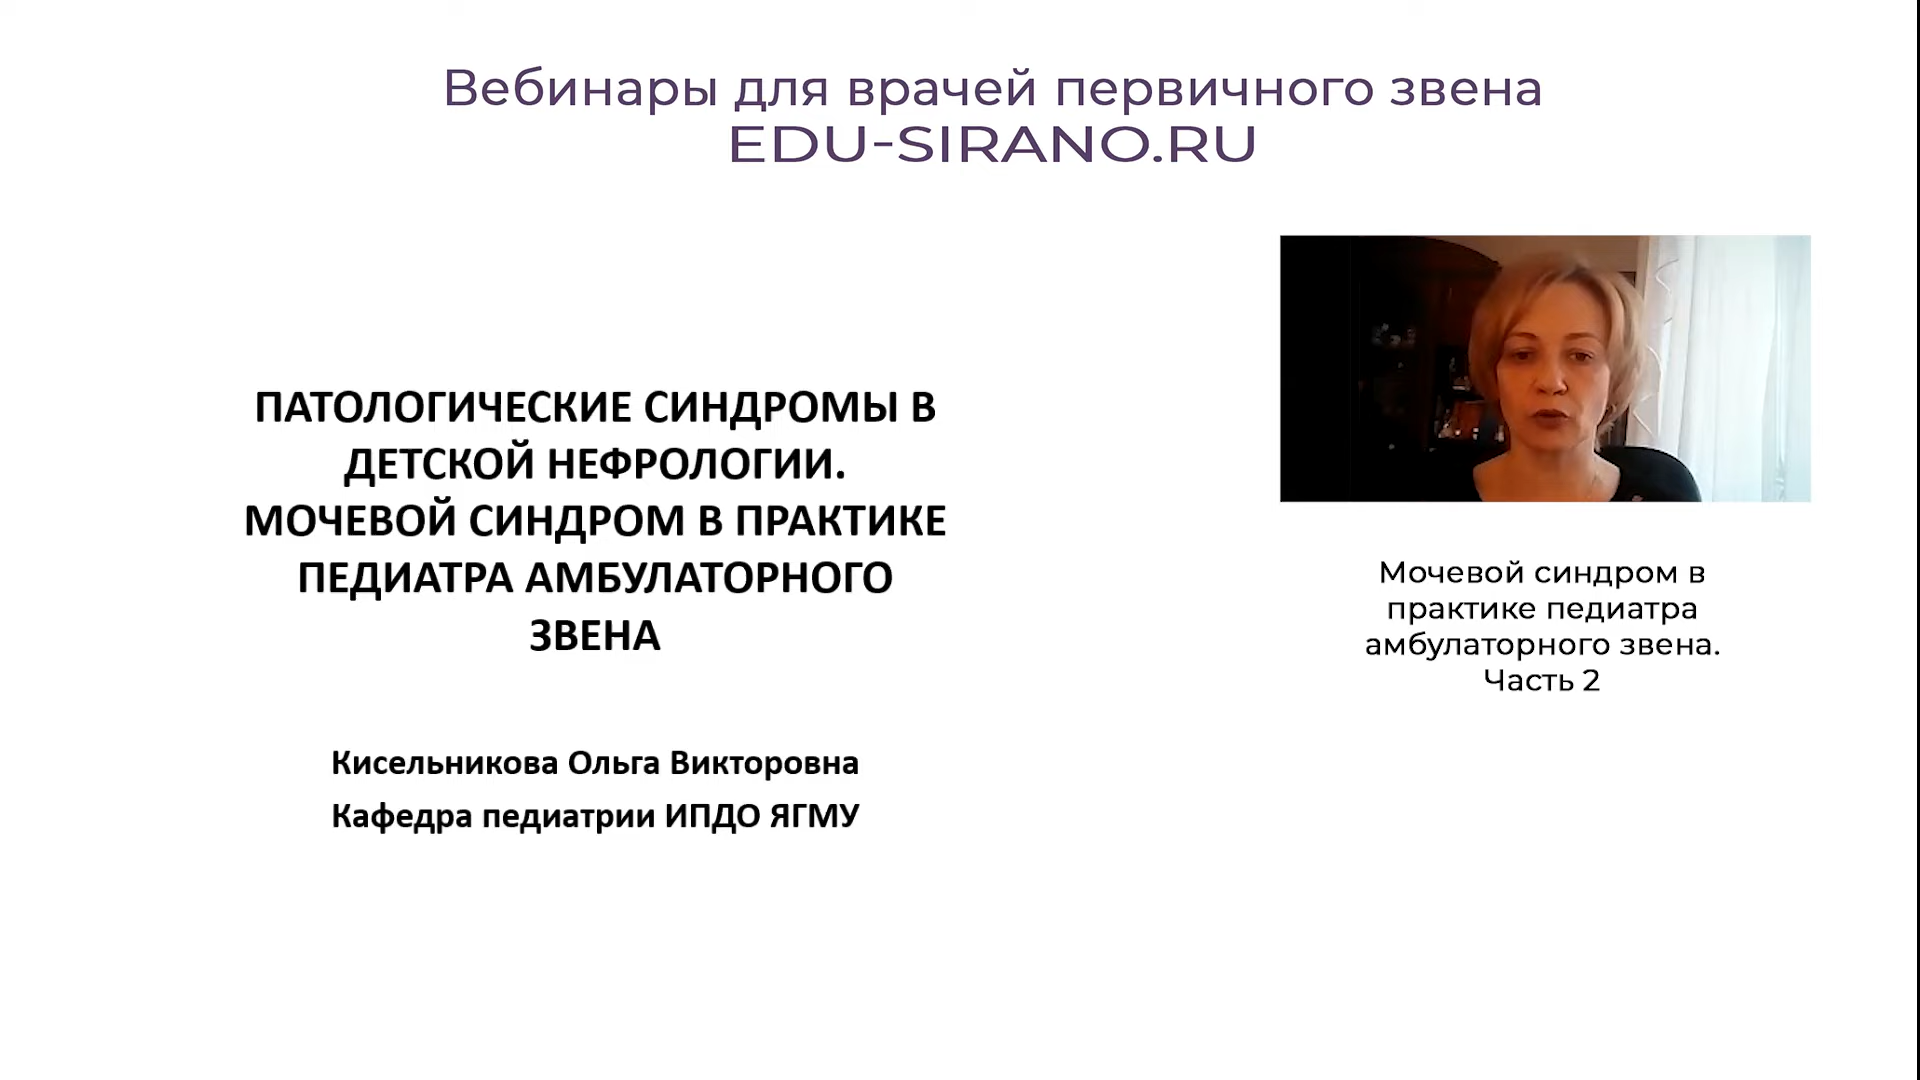 Вебинары для врачей первичного звена
EDU-SIRANO.RU
ПАТОЛОГИЧЕСКИЕ СИНДРОМЫ В
ДЕТСКОЙ НЕФРОЛОГИИ.
МОЧЕВОЙ СИНДРОМ В ПРАКТИКЕ
ПЕДИАТРА АМБУЛАТОРНОГО
ЗВЕНА
Кисельникова Ольга Викторовна
Кафедра педиатрии ИПДО ЯГМУ
Мочевой синдром в
практике педиатра
амбулаторного звена.
Часть 2